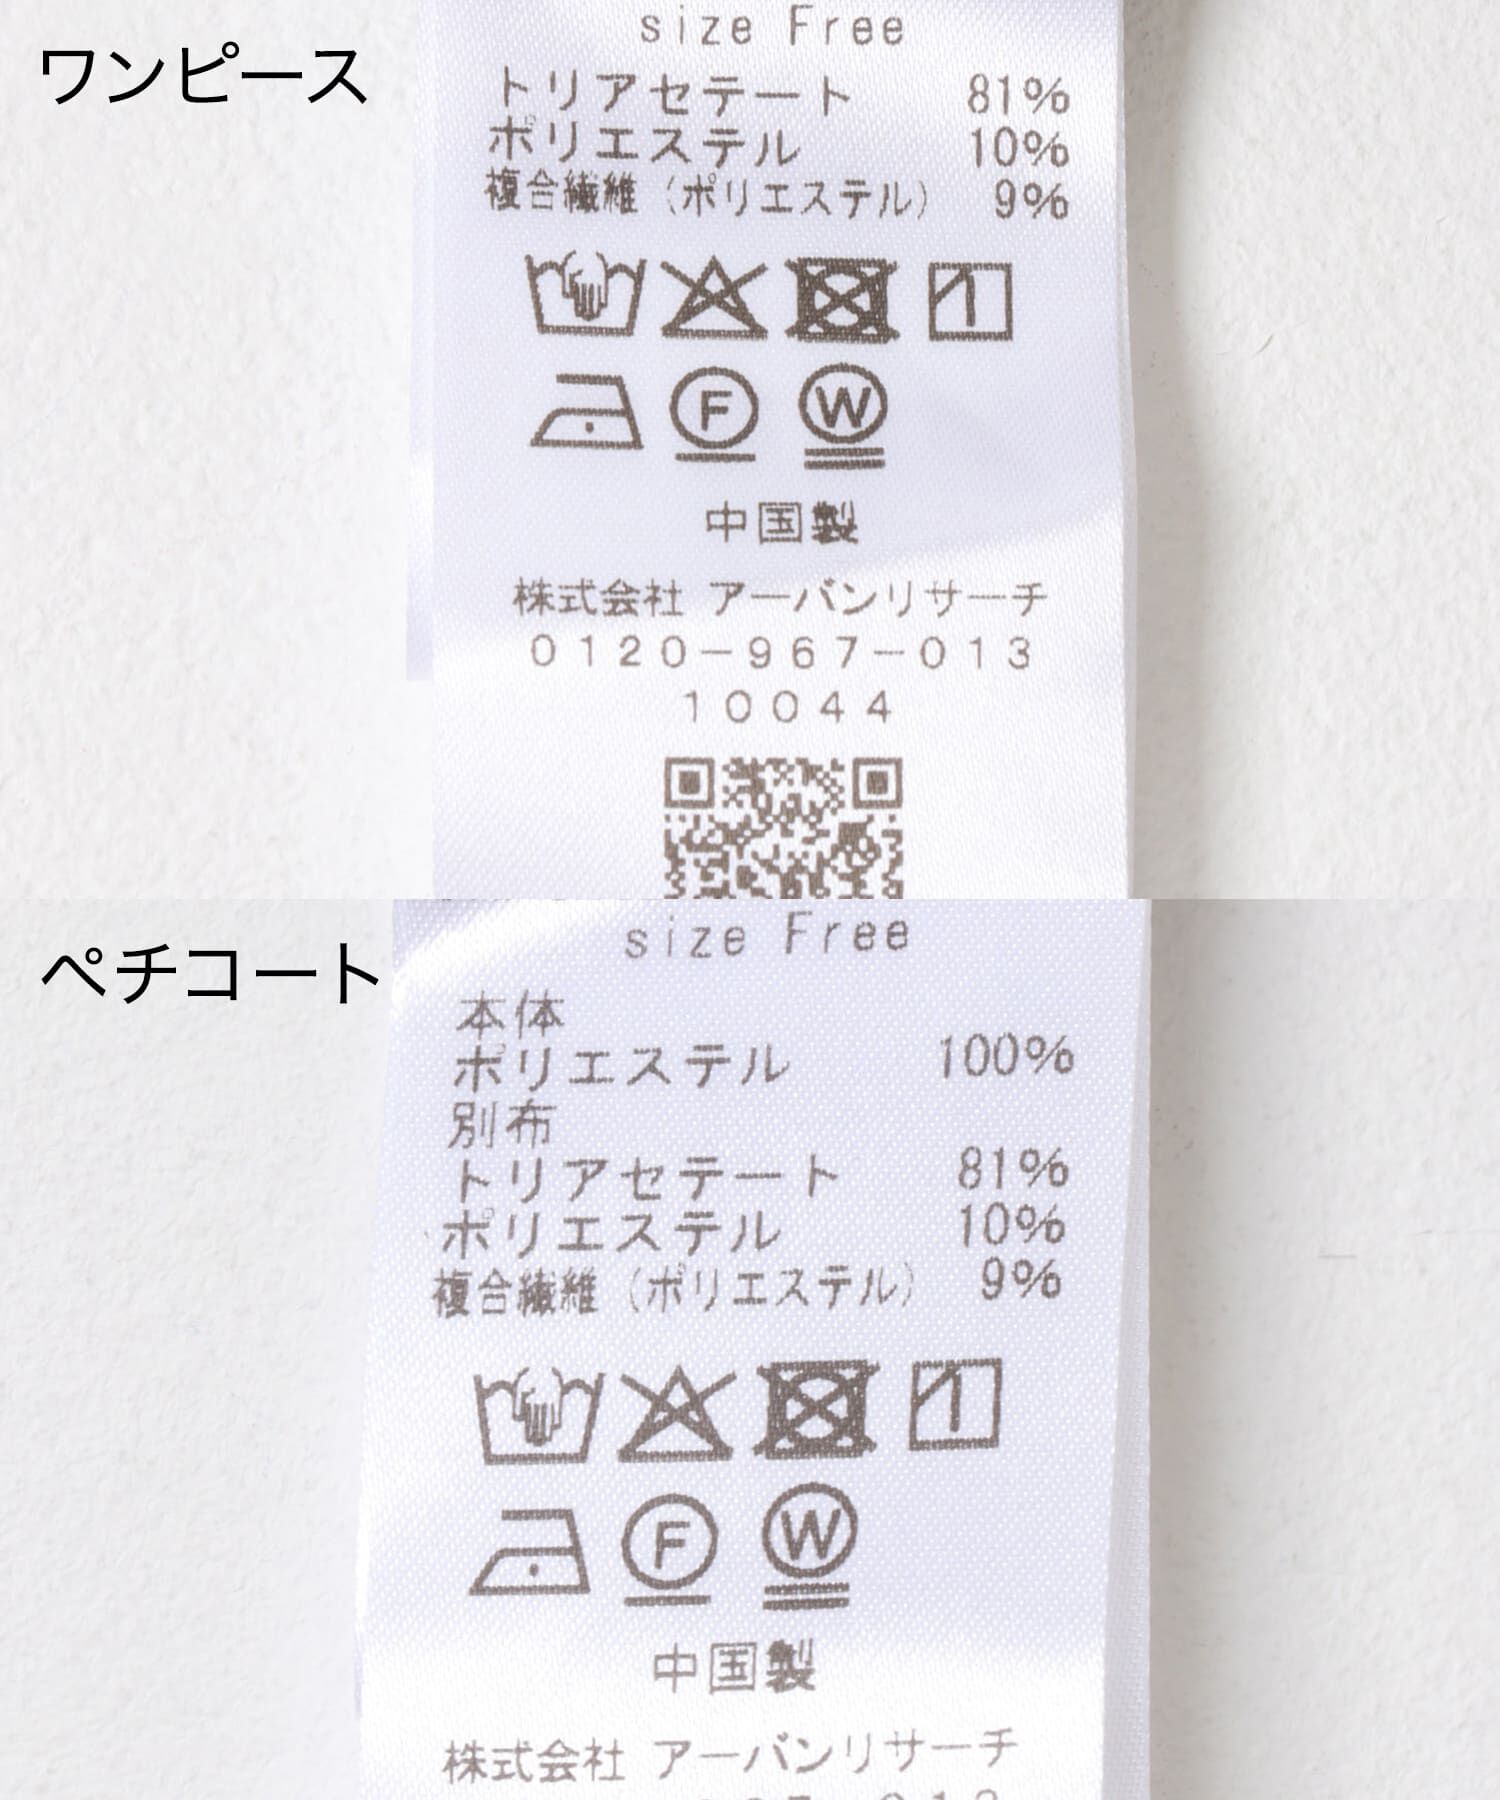 ワンピース
size Free
トリアセテート 81%
ポリエステル 10%
複合繊維(ポリエステル) 9%
F W
中国製
株式会社 アーバンリサーチ
0120-967-013
10044
ペチコート
size Free
本体
ポリエステル 100%
別布
トリアセテート 81%
ポリエステル 10%
複合繊維(ポリエステル) 9%
F W
中国製
株式会社 アーバンリサーチ